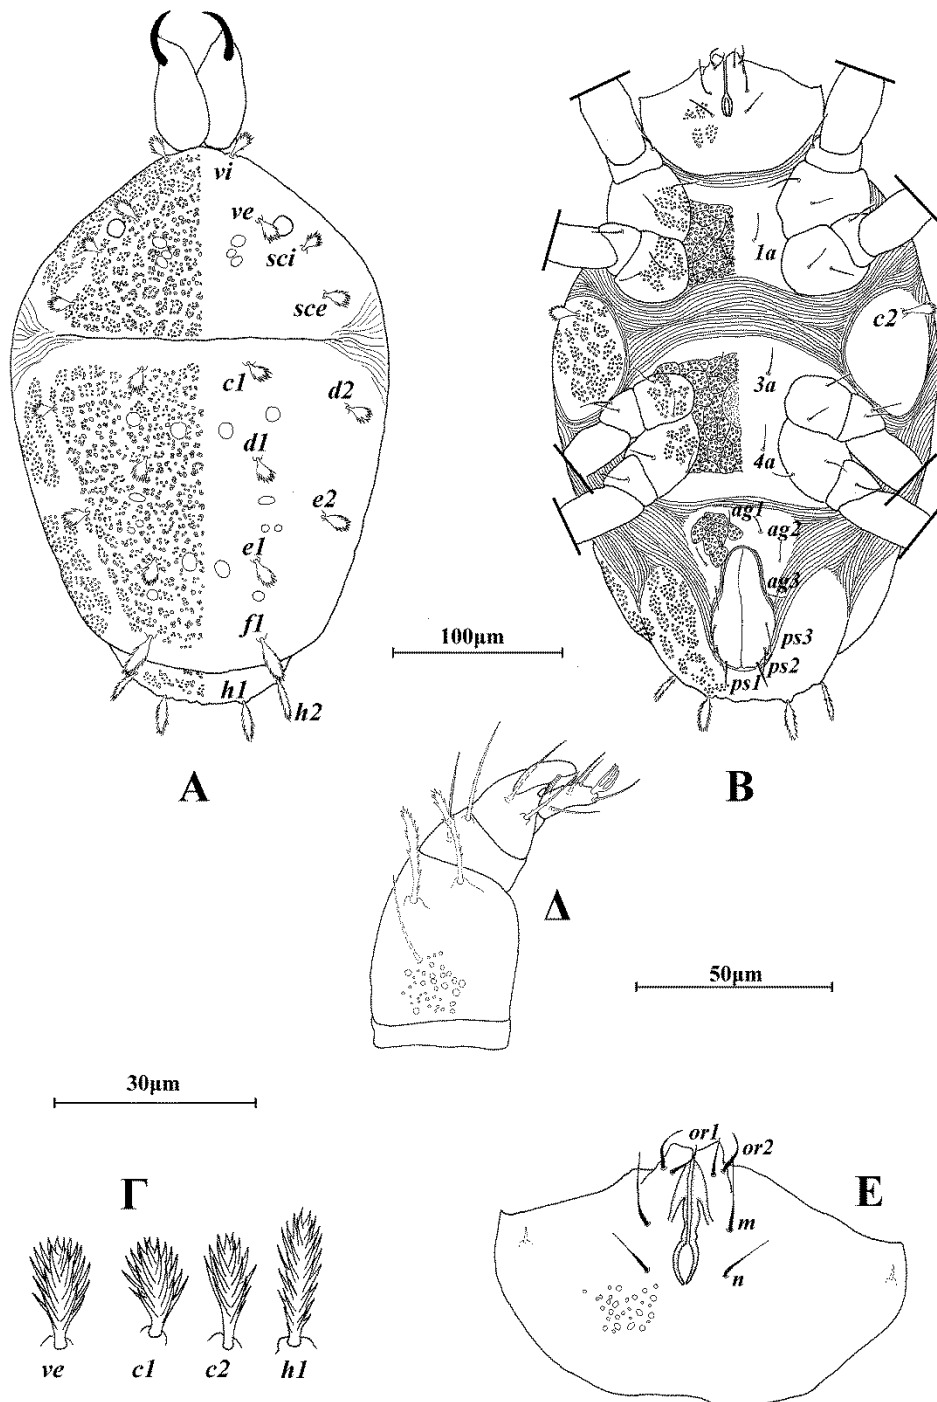 vi
ve
sci
sce
c1
d2
d1
e2
e1
f1
h1
h2
A
1a
c2
3a
4a
ag1
ag2
ag3
ps3
ps2
ps1
B
100μm
Δ
50μm
30μm
Γ
ve
c1
c2
h1
or1
or2
m
n
E